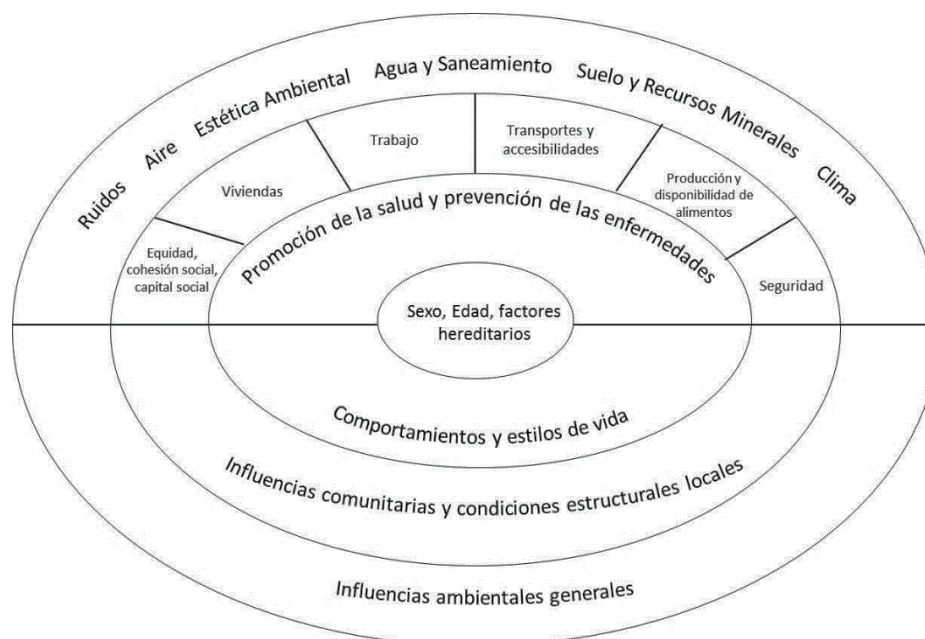 Ruidos Aire Estética Ambiental Agua y Saneamiento Suelo y Recursos Minerales Clima
Equidad,
cohesión social,
capital social
Viviendas
Trabajo
Transportes y
accesibilidades
Producción y
disponibilidad de
alimentos
Seguridad
Promoción de la salud y prevención de las enfermedades
Sexo, Edad, factores
hereditarios
Comportamientos y estilos de vida
Influencias comunitarias y condiciones estructurales locales
Influencias ambientales generales